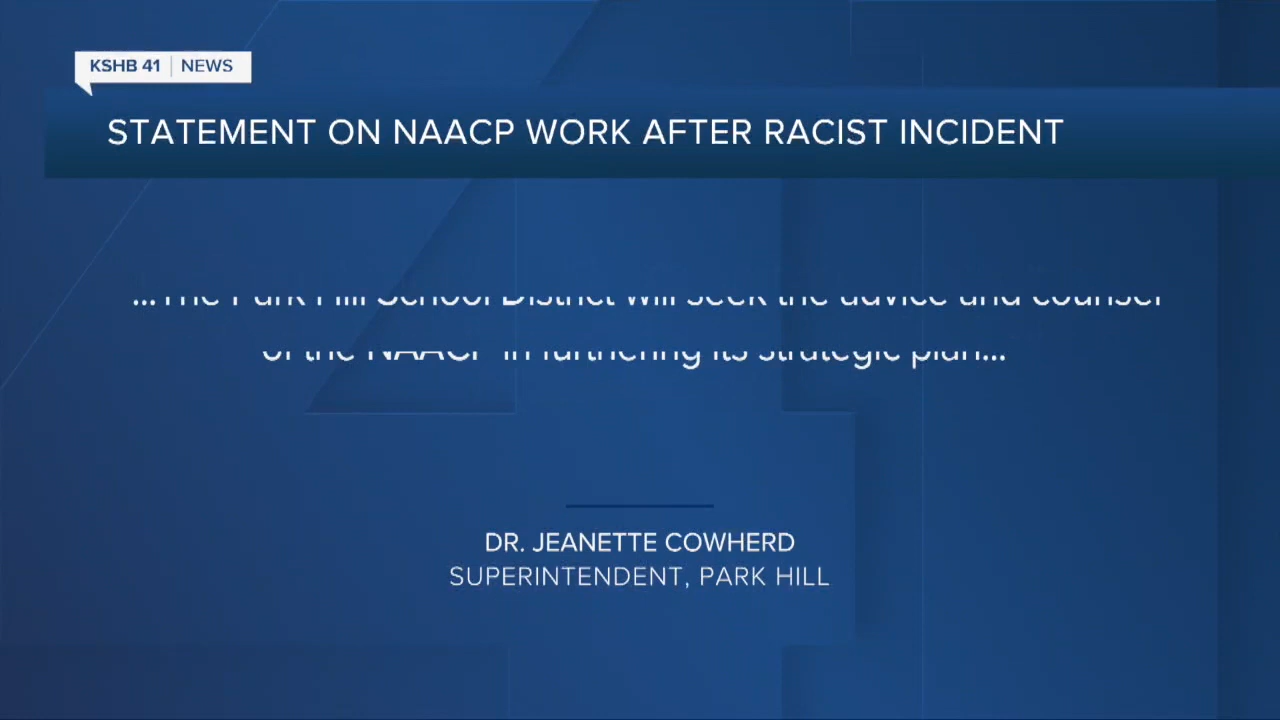 KSHB 41 | NEWS
STATEMENT ON NAACP WORK AFTER RACIST INCIDENT
...The Park Hill School District will seek the advice and counsel
of the NAACP in furthering its strategic plan...
DR. JEANETTE COWHERD
SUPERINTENDENT, PARK HILL